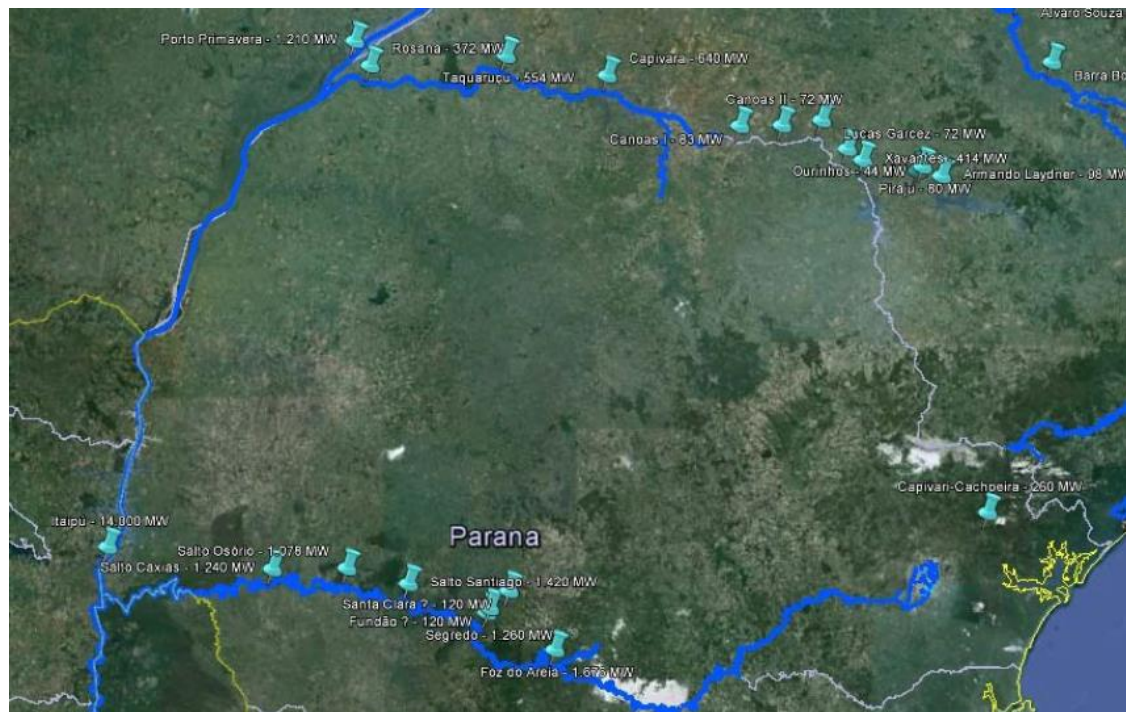 Alvaro Souza
Porto Primavera - 1.210 MW
Rosana - 372 MW
Taquaruçu - 554 MW
Capivara - 640 MW
Barra Bo
Canoas II - 72 MW
Canoas I - 83 MW
Lucas Garcez - 72 MW
Xavantes - 414 MW
Ourinhos - 44 MW
Armando Laydner - 98 MW
Piraju - 80 MW
Capivari-Cachoeira - 260 MW
Itaipu - 14.000 MW
Parana
Salto Osório - 1.078 MW
Salto Caxias - 1.240 MW
Salto Santiago - 1.420 MW
Santa Clara ? - 120 MW
Fundão ? - 120 MW
Segredo - 1.260 MW
Foz do Areia - 1.676 MW